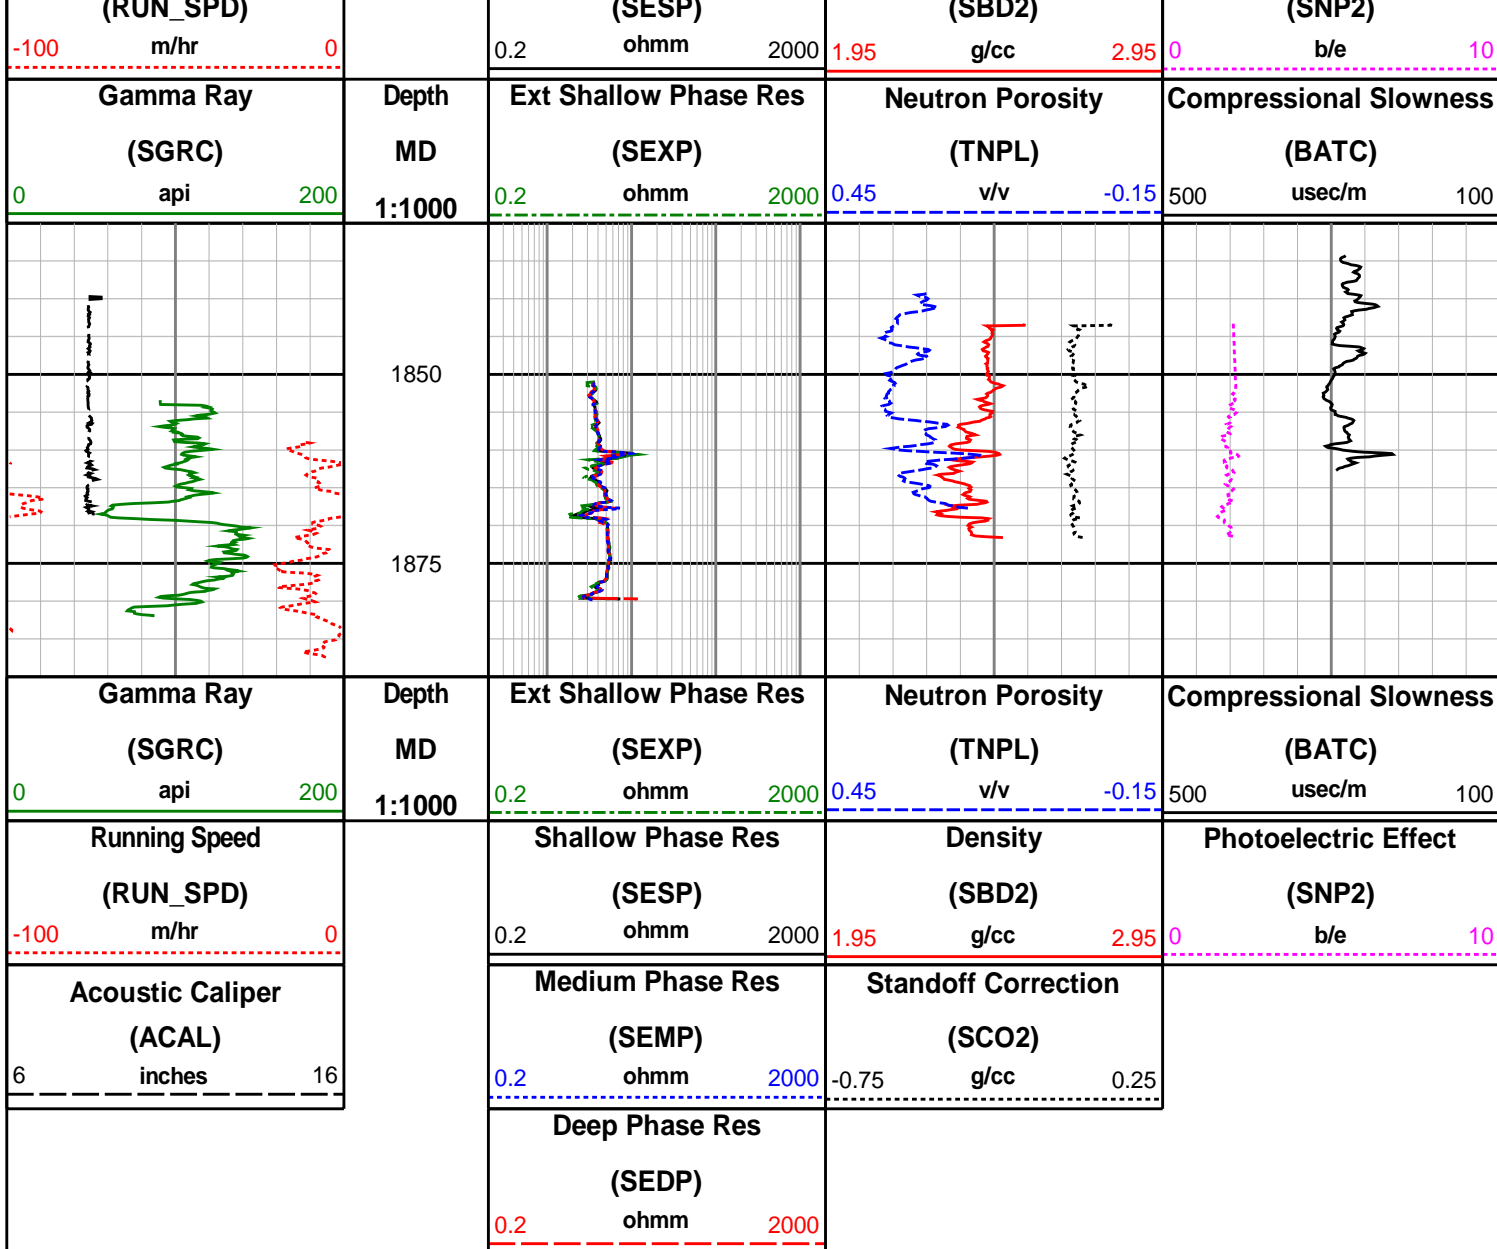 (RUN_SPD) (SESP) (SBD2) (SNP2)
-100 m/hr 0 0.2 ohmm 2000 1.95 g/cc 2.95 0 b/e 10
Gamma Ray Depth Ext Shallow Phase Res Neutron Porosity Compressional Slowness
(SGRC) MD (SEXP) (TNPL) (BATC)
0 api 200 1:1000 0.2 ohmm 2000 0.45 v/v -0.15 500 usec/m 100
1850
1875
Gamma Ray Depth Ext Shallow Phase Res Neutron Porosity Compressional Slowness
(SGRC) MD (SEXP) (TNPL) (BATC)
0 api 200 1:1000 0.2 ohmm 2000 0.45 v/v -0.15 500 usec/m 100
Running Speed Shallow Phase Res Density Photoelectric Effect
(RUN_SPD) (SESP) (SBD2) (SNP2)
-100 m/hr 0 0.2 ohmm 2000 1.95 g/cc 2.95 0 b/e 10
Acoustic Caliper Medium Phase Res Standoff Correction
(ACAL) (SEMP) (SCO2)
6 inches 16 0.2 ohmm 2000 -0.75 g/cc 0.25
Deep Phase Res
(SEDP)
0.2 ohmm 2000